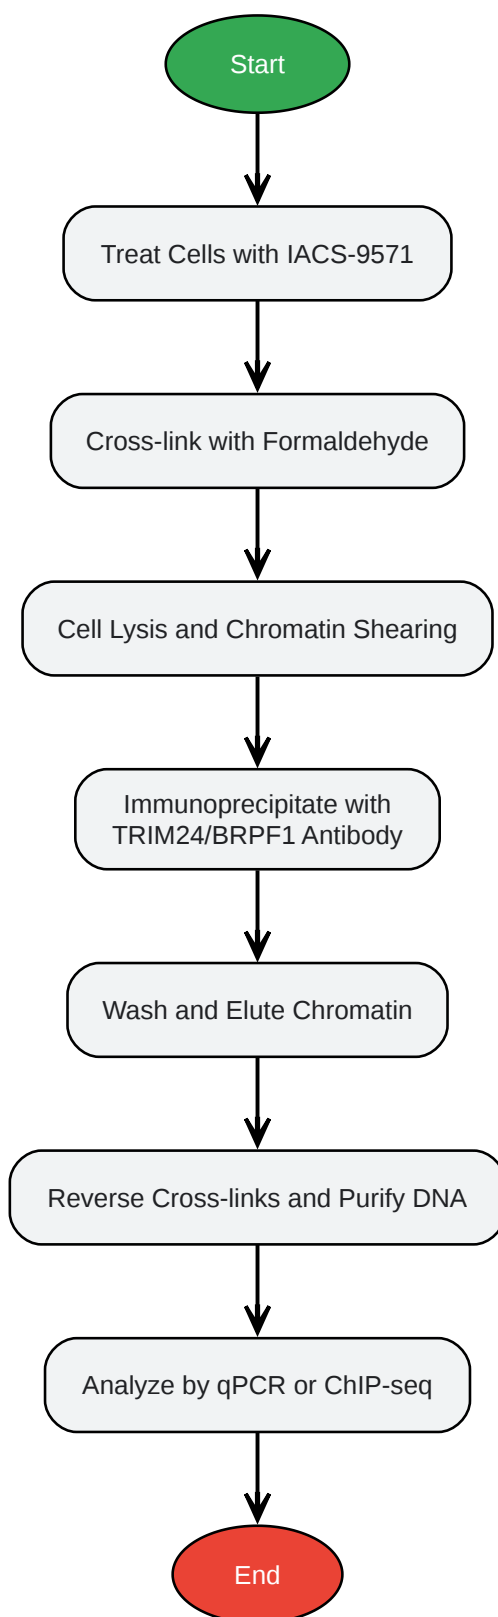 Start
Treat Cells with IACS-9571
Cross-link with Formaldehyde
Cell Lysis and Chromatin Shearing
Immunoprecipitate with
TRIM24/BRPF1 Antibody
Wash and Elute Chromatin
Reverse Cross-links and Purify DNA
Analyze by qPCR or ChIP-seq
End